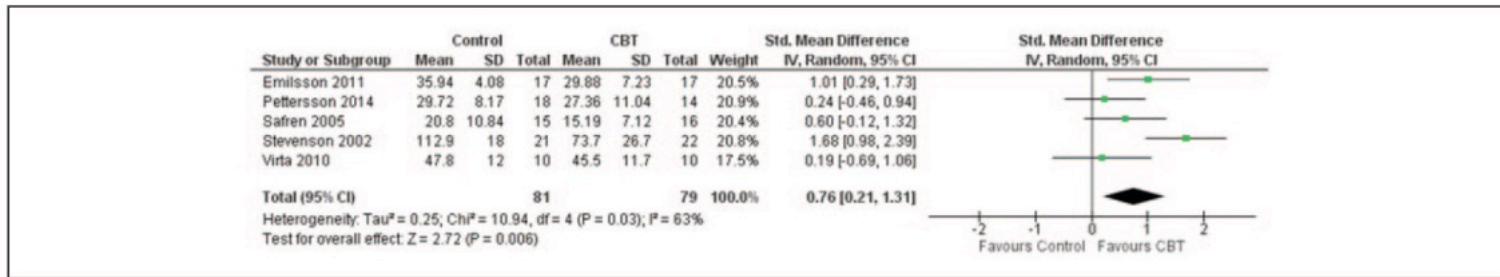 Control CBT Std. Mean Difference Std. Mean Difference
Study or Subgroup Mean SD Total Mean SD Total Weight IV, Random, 95% CI IV, Random, 95% CI
Emilsson 2011 35.94 4.08 17 29.88 7.23 17 20.5% 1.01 [0.29, 1.73]
Pettersson 2014 29.72 8.17 18 27.36 11.04 14 20.9% 0.24 [-0.46, 0.94]
Safren 2005 20.8 10.84 15 15.19 7.12 16 20.4% 0.60 [-0.12, 1.32]
Stevenson 2002 112.9 18 21 73.7 26.7 22 20.8% 1.68 [0.98, 2.39]
Virta 2010 47.8 12 10 45.5 11.7 10 17.5% 0.19 [-0.69, 1.06]
Total (95% CI) 81 79 100.0% 0.76 [0.21, 1.31]
Heterogeneity: Tau² = 0.25; Chi² = 10.94, df = 4 (P = 0.03); I² = 63%
Test for overall effect: Z = 2.72 (P = 0.006)
-2 -1 0 1 2
Favours Control Favours CBT